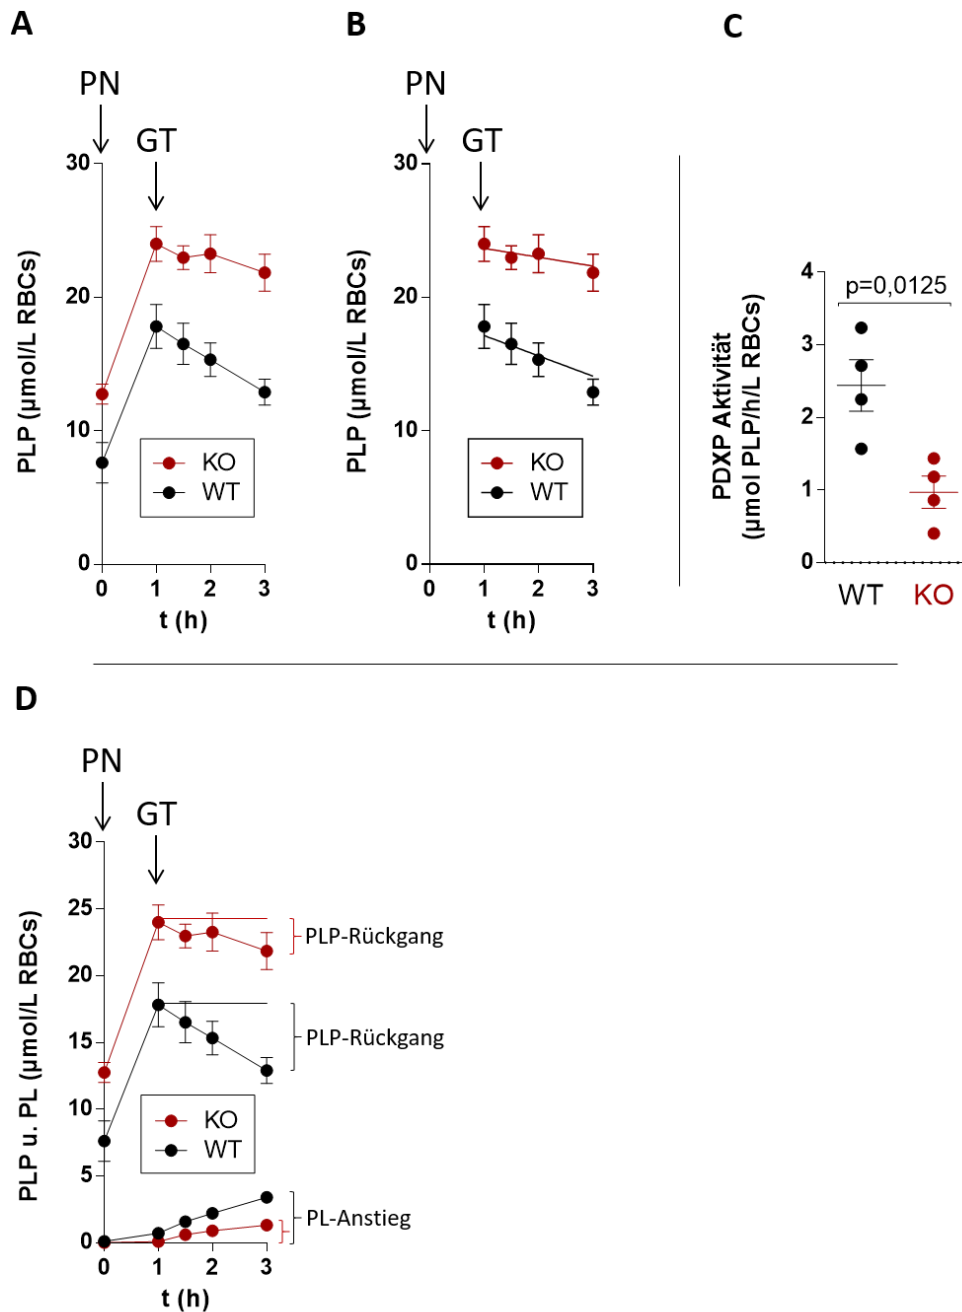 A
B
C
PN
GT
30
20
10
0
0 1 2 3
PLP (µmol/L RBCs)
t (h)
KO
WT
PN
GT
30
20
10
0
0 1 2 3
PLP (µmol/L RBCs)
t (h)
KO
WT
4
3
2
1
0
p=0,0125
PDXP Aktivität
(µmol PLP/h/L RBCs)
WT KO
D
PN
GT
30
25
20
15
10
5
0
0 1 2 3
PLP u. PL (µmol/L RBCs)
t (h)
PLP-Rückgang
PLP-Rückgang
KO
WT
PL-Anstieg